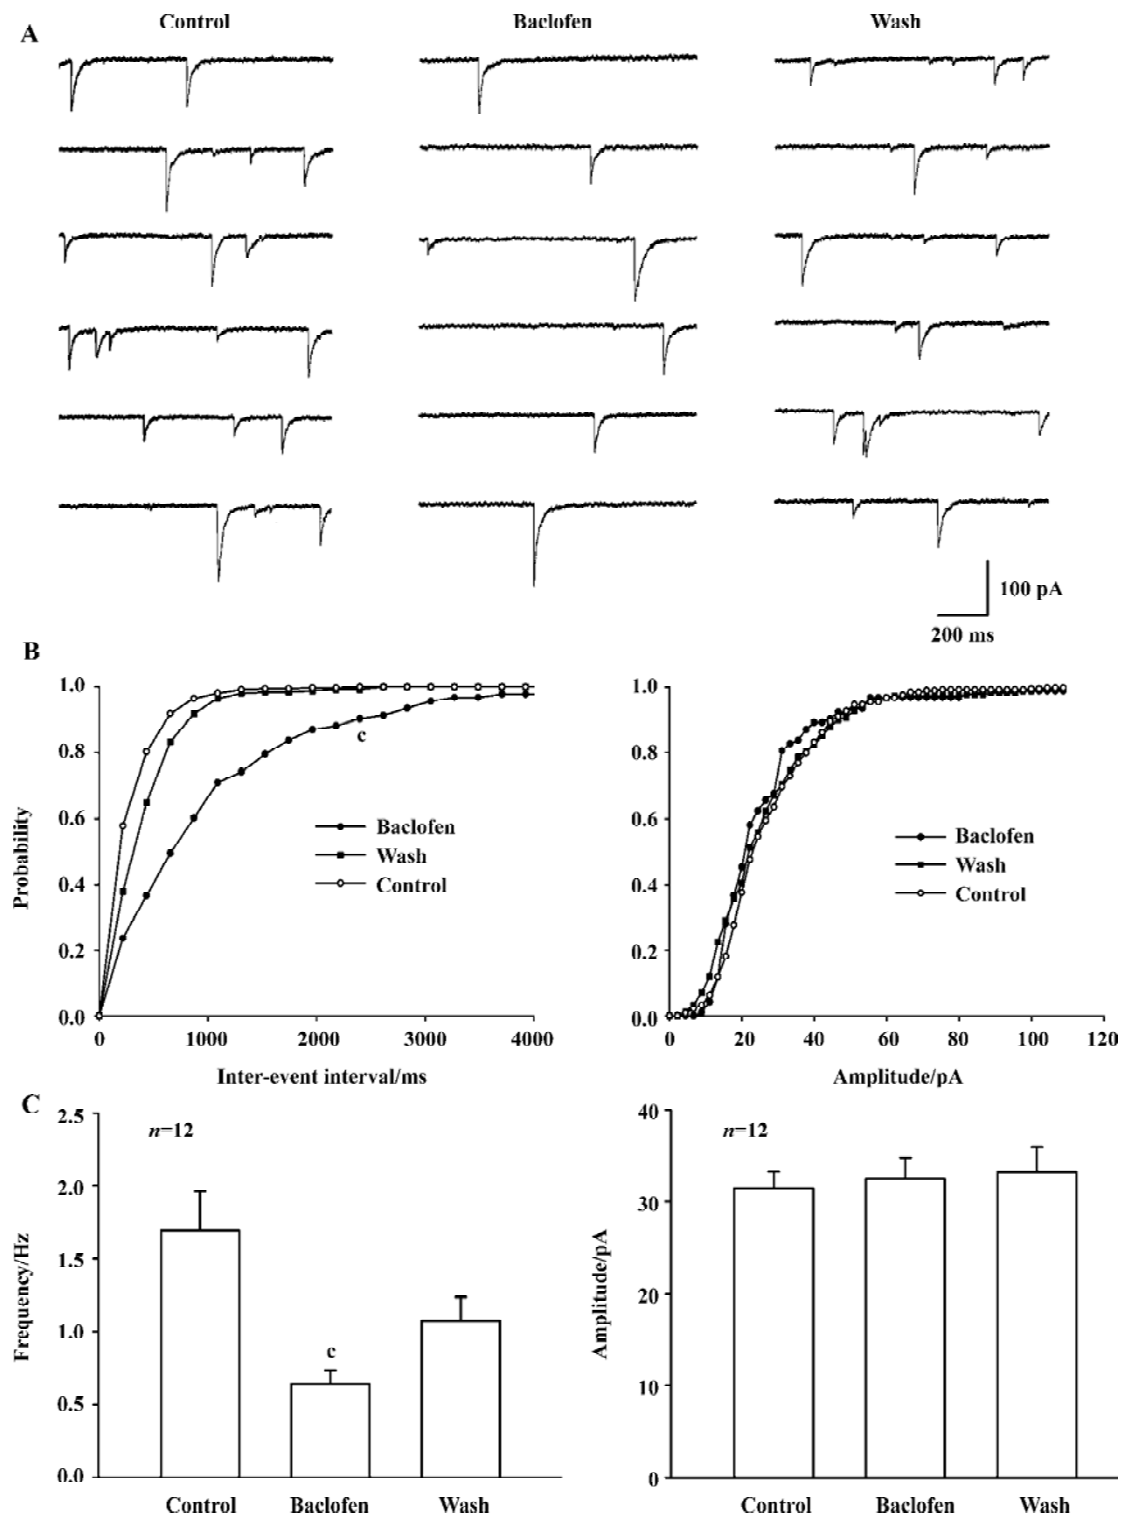 A
Control
Baclofen
Wash
100 pA
200 ms
B
1.0
0.8
0.6
0.4
0.2
0.0
Probability
0
1000
2000
3000
4000
Inter-event interval/ms
c
Baclofen
Wash
Control
1.0
0.8
0.6
0.4
0.2
0.0
0
20
40
60
80
100
120
Amplitude/pA
Baclofen
Wash
Control
C
2.5
2.0
1.5
1.0
0.5
0.0
Frequency/Hz
n=12
c
Control
Baclofen
Wash
40
30
20
10
0
Amplitude/pA
n=12
Control
Baclofen
Wash